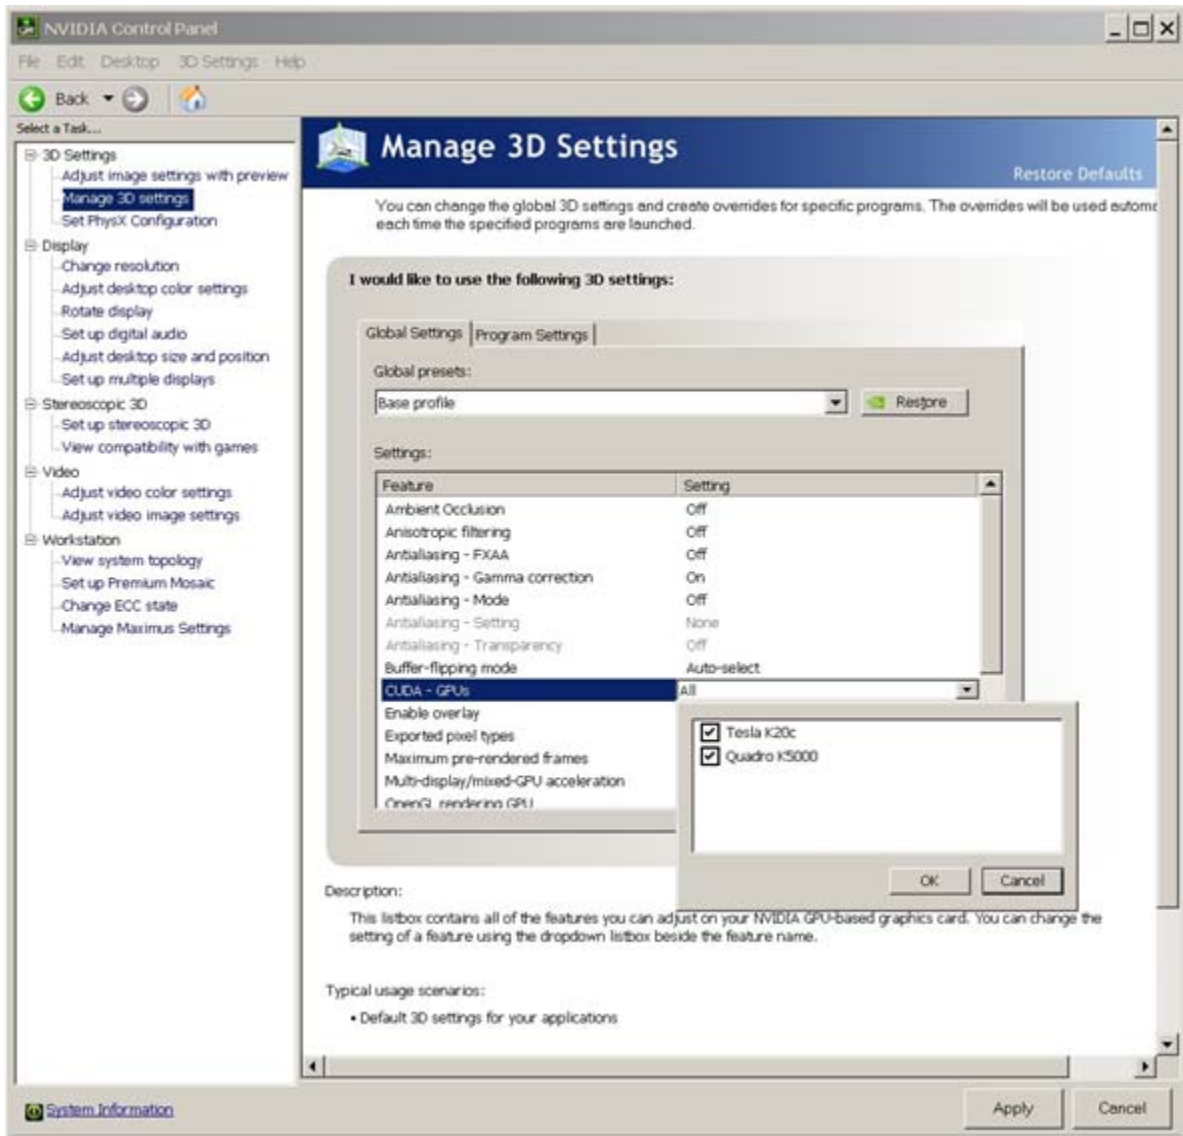 NVIDIA Control Panel
File Edit Desktop 3D Settings Help
Back
Select a Task...
3D Settings
Adjust image settings with preview
Manage 3D settings
Set PhysX Configuration
Display
Change resolution
Adjust desktop color settings
Rotate display
Set up digital audio
Adjust desktop size and position
Set up multiple displays
Stereoscopic 3D
Set up stereoscopic 3D
View compatibility with games
Video
Adjust video color settings
Adjust video image settings
Workstation
View system topology
Set up Premium Mosaic
Change ECC state
Manage Maximus Settings
Manage 3D Settings
Restore Defaults
You can change the global 3D settings and create overrides for specific programs. The overrides will be used automa
each time the specified programs are launched.
I would like to use the following 3D settings:
Global Settings Program Settings
Global presets:
Base profile Restore
Settings:
Feature Setting
Ambient Occlusion Off
Anisotropic filtering Off
Antialiasing - FXAA Off
Antialiasing - Gamma correction On
Antialiasing - Mode Off
Antialiasing - Setting None
Antialiasing - Transparency Off
Buffer-flipping mode Auto-select
CUDA - GPUs All
Enable overlay
Exported pixel types
Maximum pre-rendered frames
Multi-display/mixed-GPU acceleration
OpenGL rendering GPU
Tesla K20c
Quadro K5000
OK Cancel
Description:
This listbox contains all of the features you can adjust on your NVIDIA GPU-based graphics card. You can change the
setting of a feature using the dropdown listbox beside the feature name.
Typical usage scenarios:
• Default 3D settings for your applications
System Information
Apply Cancel